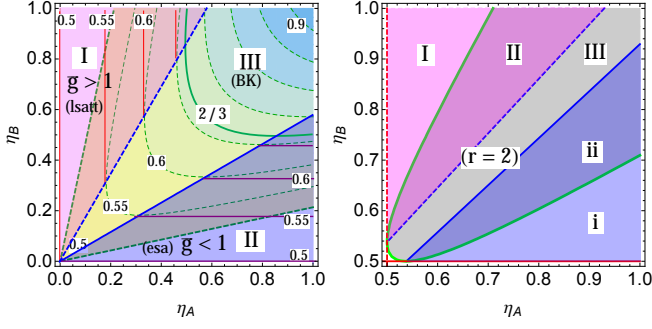 1.0
0.8
0.6
0.4
0.2
0.0
η_B
0.0 0.2 0.4 0.6 0.8 1.0
η_A
0.5 0.55 0.6 0.9
I
g > 1
(lsatt)
III
(BK)
2/3
0.6
0.6
0.55
0.55
0.5
(esa) g < 1 II
0.5
1.0
0.9
0.8
0.7
0.6
0.5
η_B
0.5 0.6 0.7 0.8 0.9 1.0
η_A
I
II
III
(r = 2)
ii
i